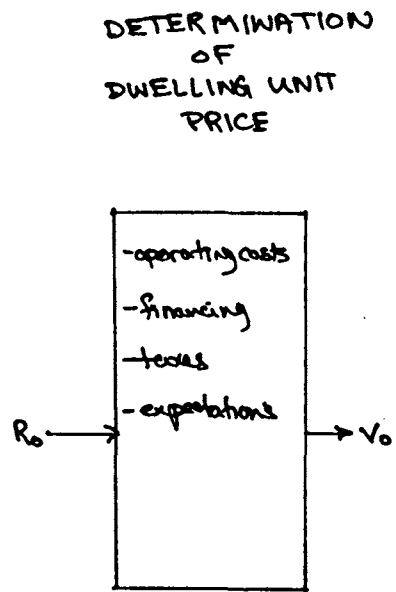 DETERMINATION
OF
DWELLING UNIT
PRICE
-operating costs
-financing
-taxes
-expectations
R₀
V₀